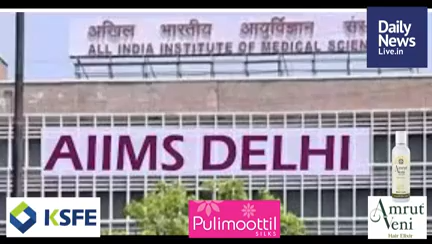 अखिल भारतीय आयुर्विज्ञान संस
ALL INDIA INSTITUTE OF MEDICAL SCIEN
Daily
News
Live.in
AIIMS DELHI
KSFE
Pulimoottil
SILKS
Amrut
Veni
Hair Elixir